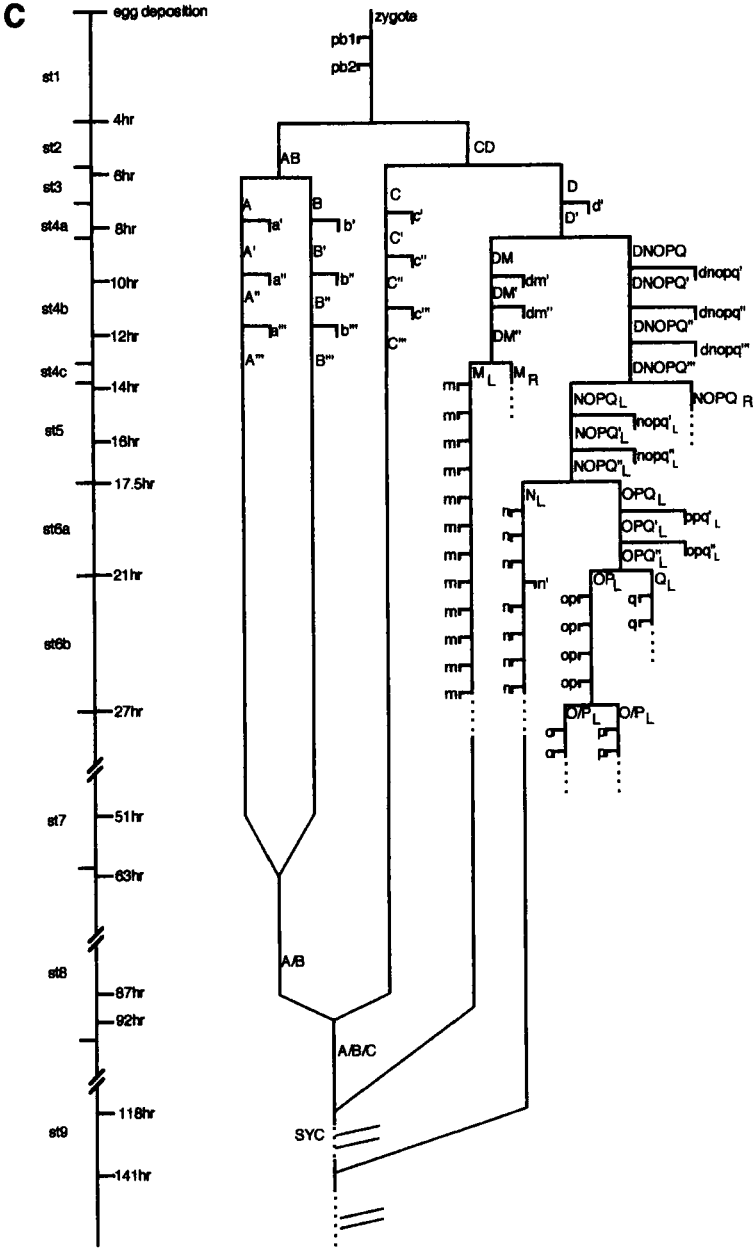 C
egg deposition
zygote
pb1
pb2
st1
4hr
st2
AB
CD
6hr
st3
A
B
C
D
d'
a'
b'
c'
D'
st4a
8hr
A'
B'
C'
DM
DNOPQ
dnopq'
a"
b"
c"
dm'
DNOPQ'
10hr
A"
B"
C"
DM'
dm"
dnopq"
st4b
c'"
DNOPQ"
a'"
b'"
12hr
C'"
DM"
dnopq'"
A'"
B'"
DNOPQ'"
st4c
M L
M R
14hr
m
NOPQ L
NOPQ R
m
nopq' L
st5
NOPQ' L
16hr
m
nopq" L
m
NOPQ" L
17.5hr
m
N L
OPQ L
n
opq' L
st6a
m
n
OPQ' L
m
n
opq" L
OPQ" L
21hr
m
n'
OP L
Q L
m
n
op
q
m
n
op
q
st6b
m
n
op
m
n
op
27hr
O/P L
O/P L
o
p
o
p
st7
51hr
63hr
A/B
st8
87hr
92hr
A/B/C
118hr
st9
SYC
141hr